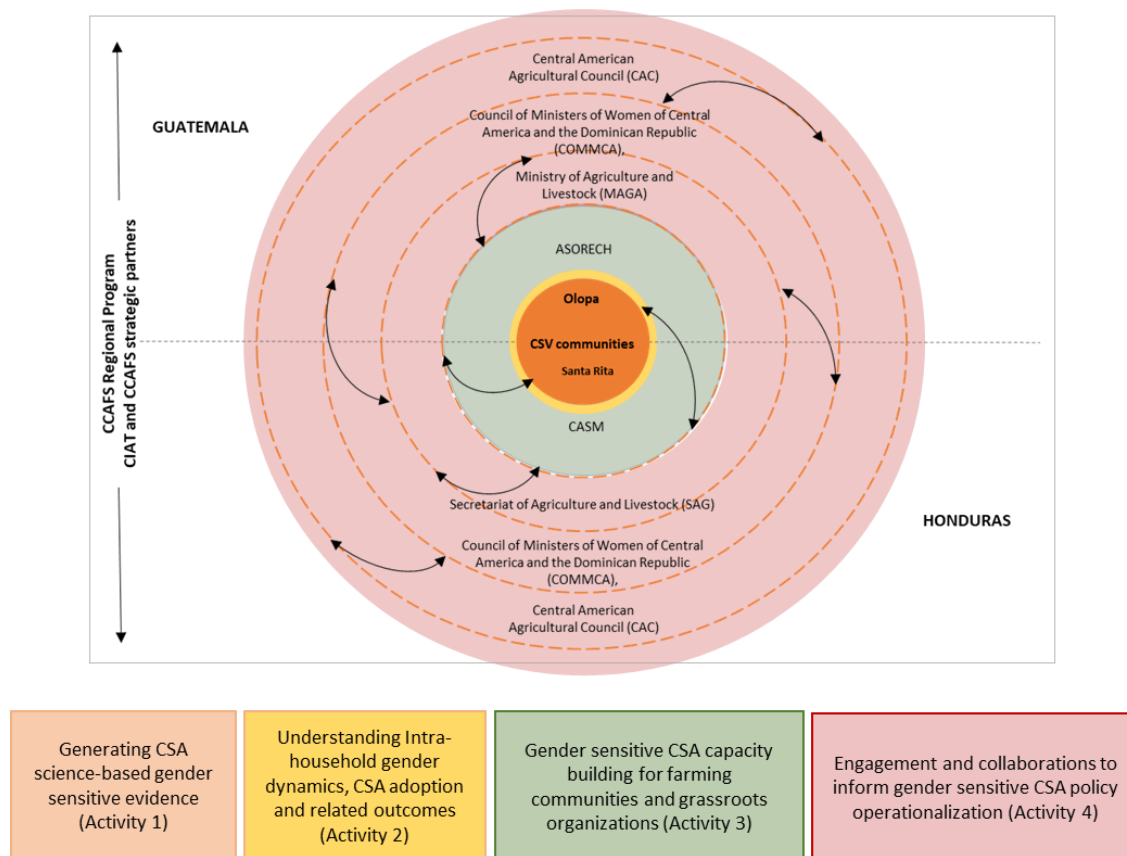 Central American
Agricultural Council (CAC)
GUATEMALA
Council of Ministers of Women of Central
America and the Dominican Republic
(COMMCA),
Ministry of Agriculture and
Livestock (MAGA)
ASORECH
Olopa
CSV communities
Santa Rita
CASM
CCAFS Regional Program
CIAT and CCAFS strategic partners
Secretariat of Agriculture and Livestock (SAG)
HONDURAS
Council of Ministers of Women of Central
America and the Dominican Republic
(COMMCA),
Central American
Agricultural Council (CAC)
Generating CSA
science-based gender
sensitive evidence
(Activity 1)
Understanding Intra-
household gender
dynamics, CSA adoption
and related outcomes
(Activity 2)
Gender sensitive CSA capacity
building for farming
communities and grassroots
organizations (Activity 3)
Engagement and collaborations to
inform gender sensitive CSA policy
operationalization (Activity 4)